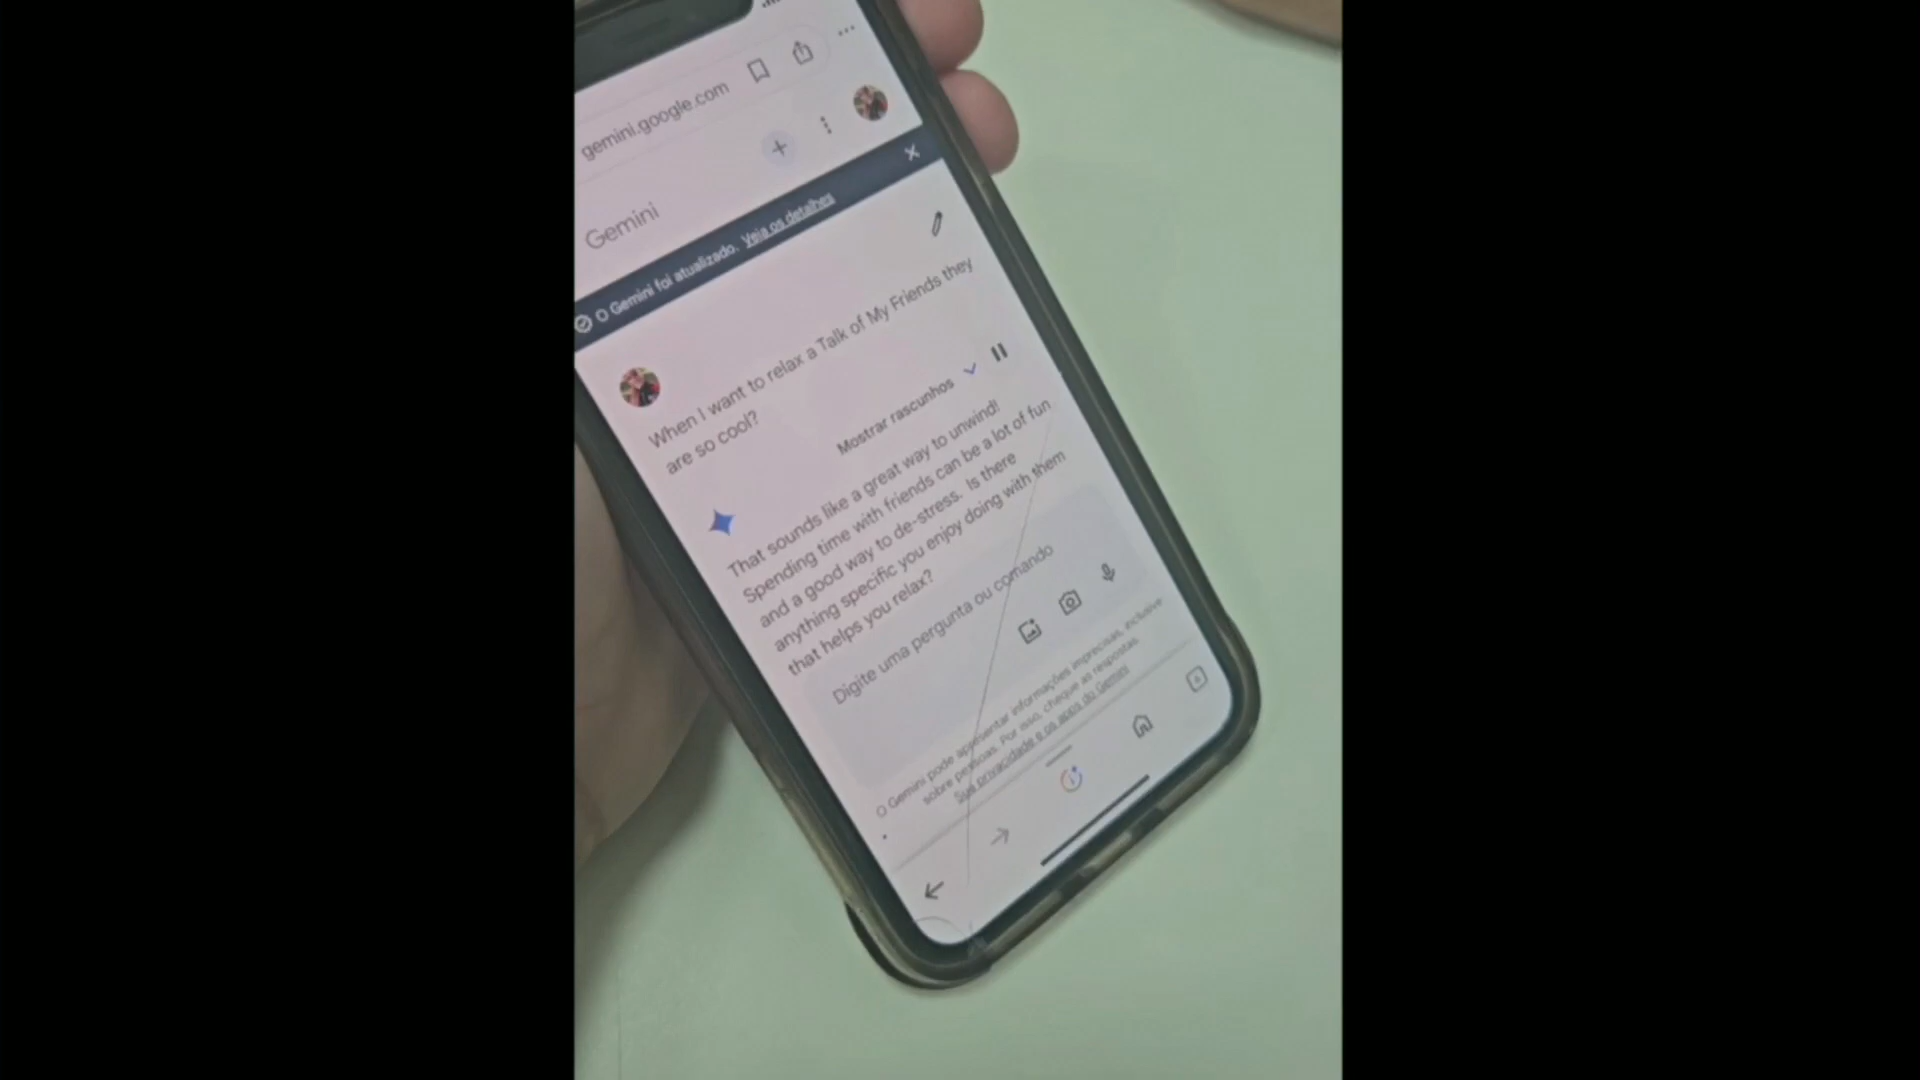 gemini.google.com
Gemini
O Gemini foi atualizado. Veja os detalhes
When I want to relax a Talk of My Friends they
are so cool?
Mostrar rascunhos
That sounds like a great way to unwind!
Spending time with friends can be a lot of fun
and a good way to de-stress. Is there
anything specific you enjoy doing with them
that helps you relax?
Digite uma pergunta ou comando
O Gemini pode apresentar informações imprecisas, inclusive
sobre pessoas. Por isso, cheque as respostas.
Sua privacidade e os apps do Gemini